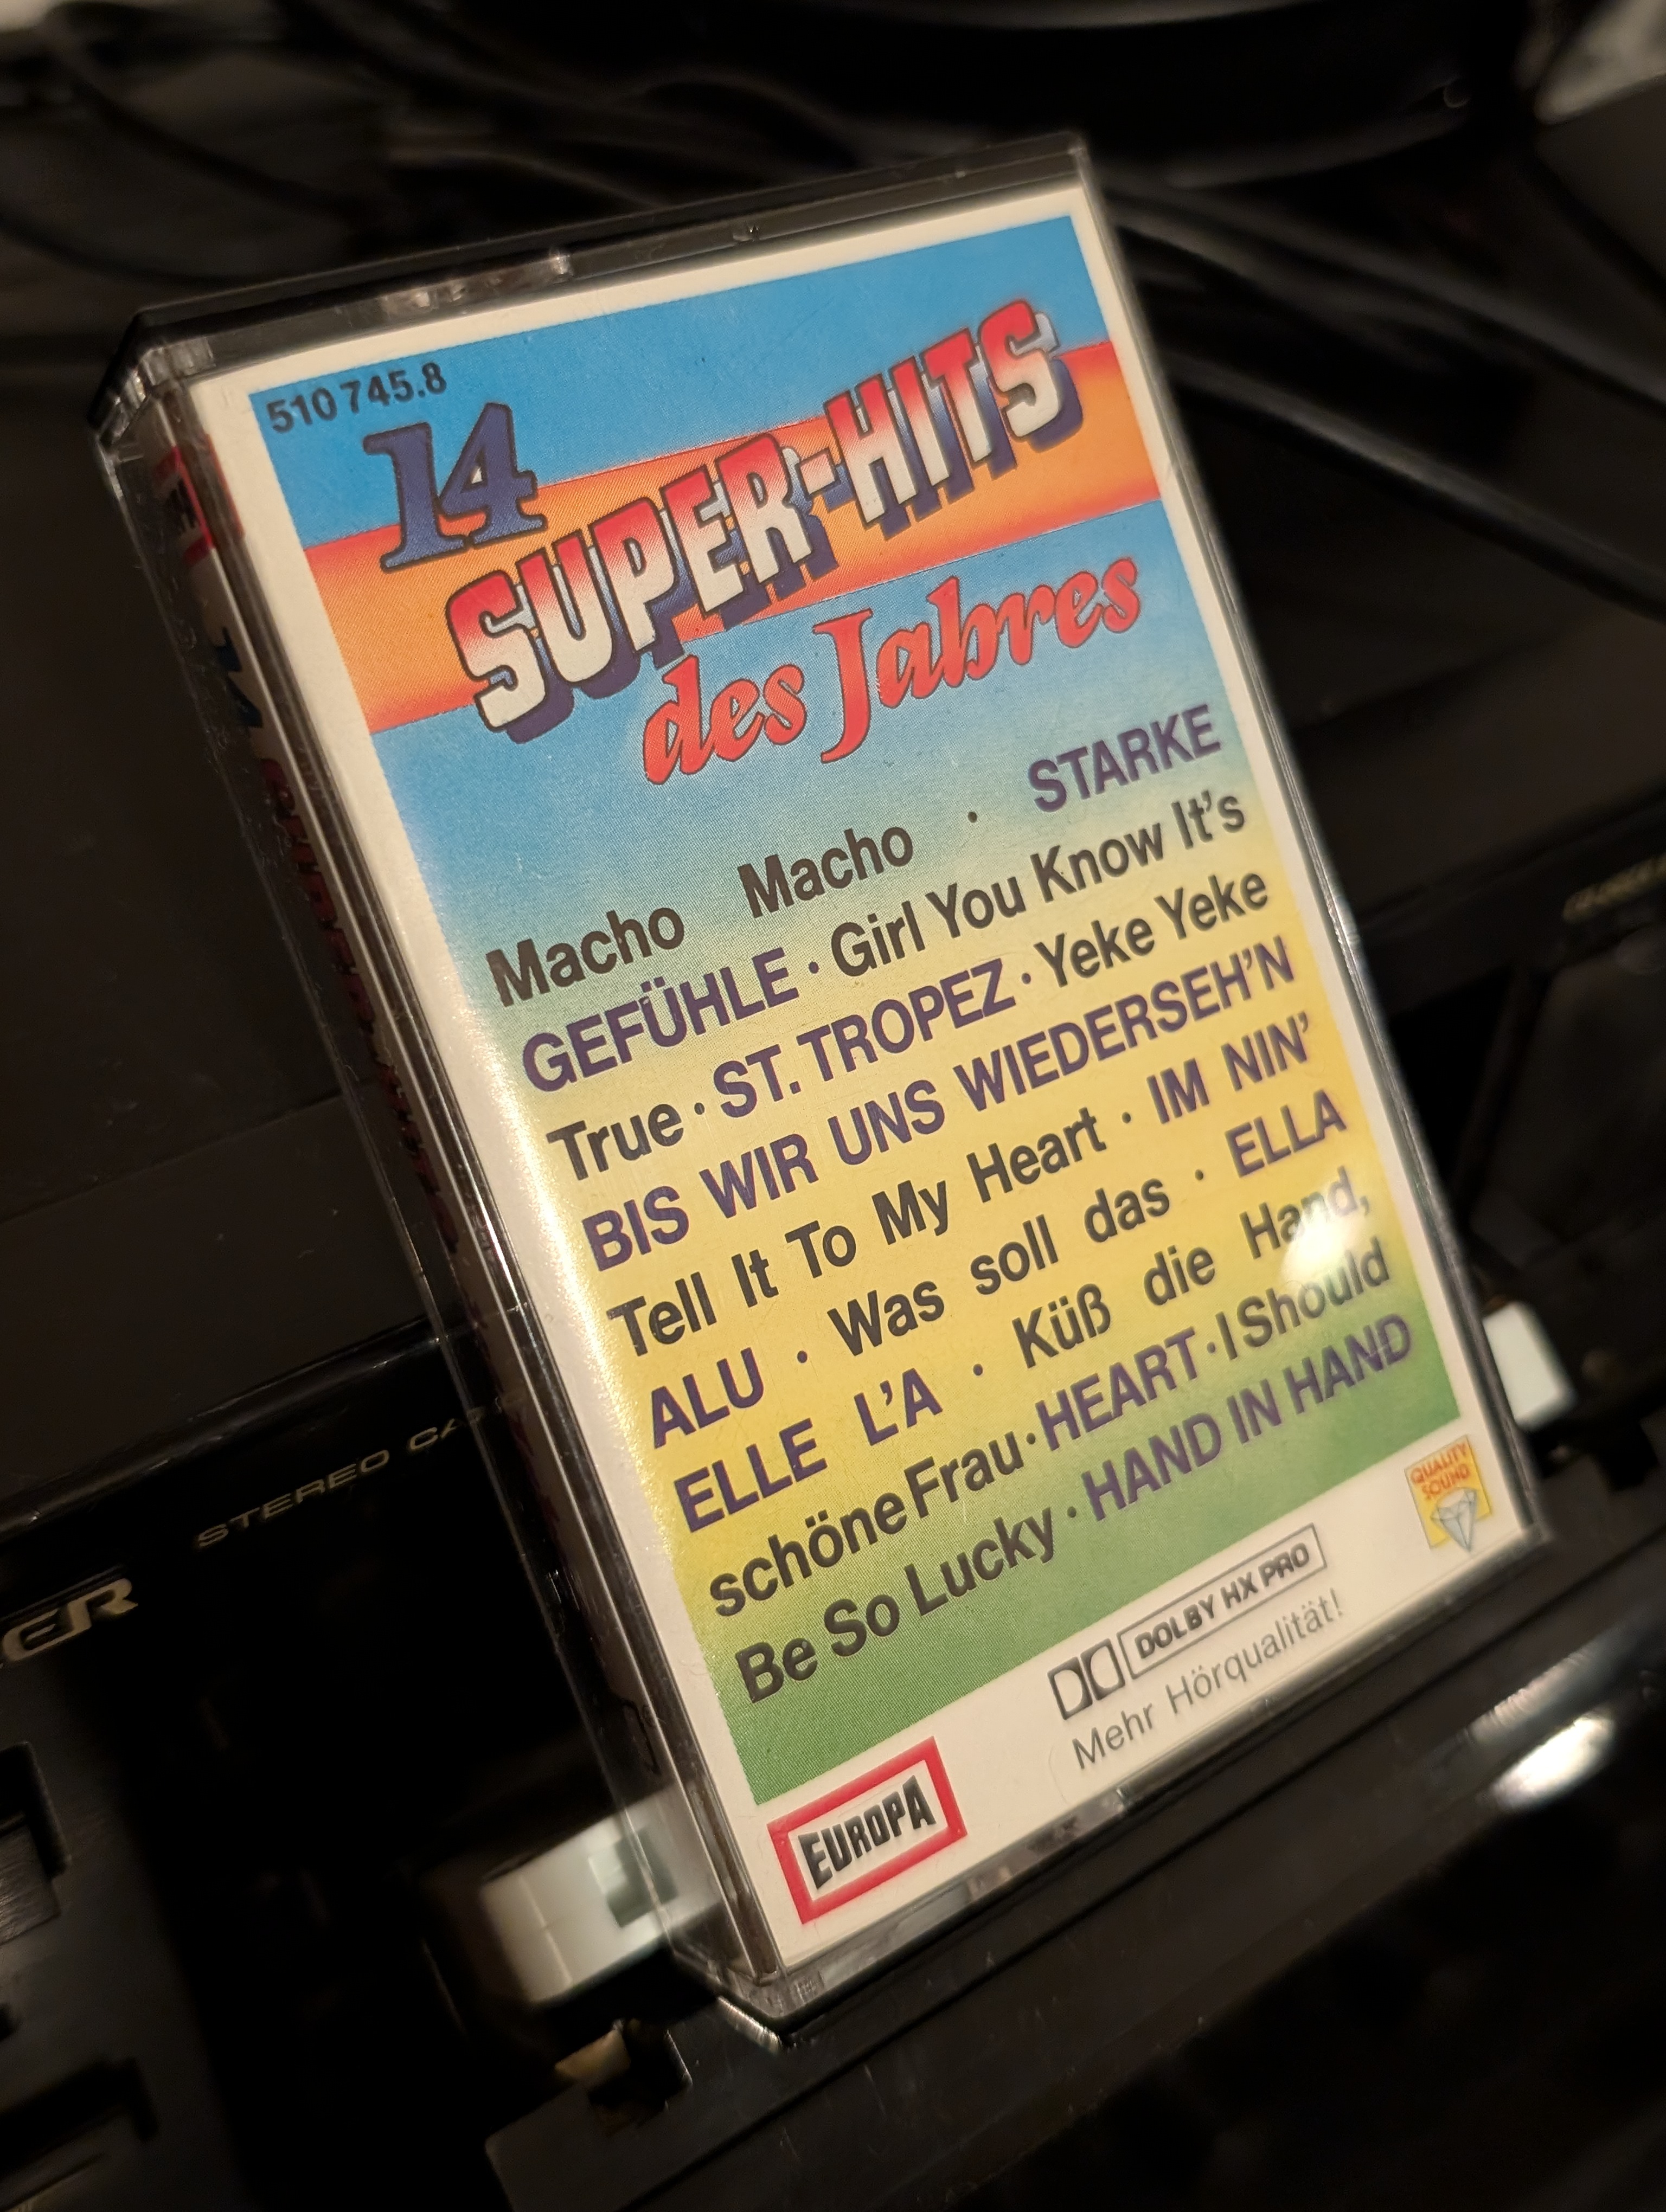 510 745.8
14
SUPER-HITS
des Jahres
Macho Macho · STARKE
GEFÜHLE · Girl You Know It's
True · ST. TROPEZ · Yeke Yeke
BIS WIR UNS WIEDERSEH'N
Tell It To My Heart · IM NIN'
ALU · Was soll das · ELLA
ELLE L'A · Küß die Hand,
schöne Frau · HEART · I Should
Be So Lucky · HAND IN HAND
QUALITY
SOUND
DOLBY HX PRO
Mehr Hörqualität!
EUROPA
STEREO